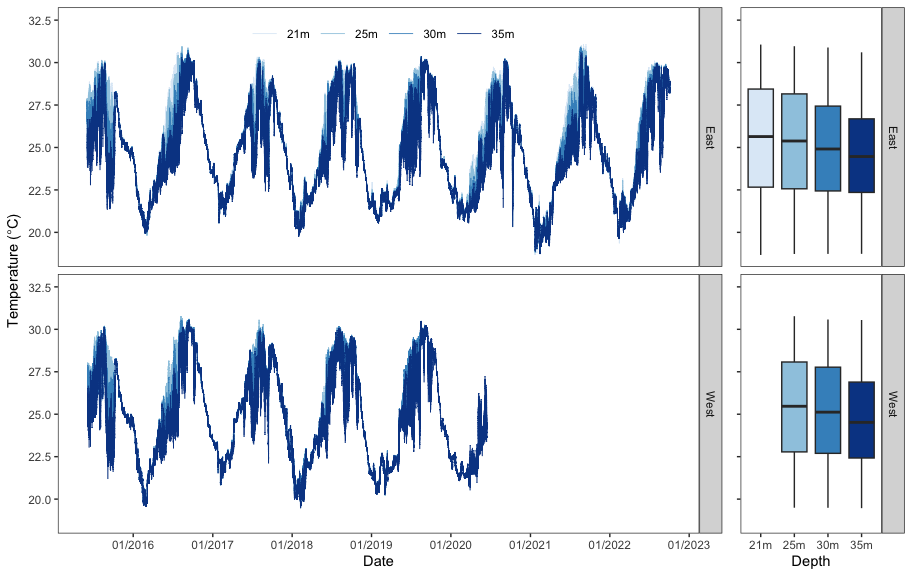 32.5
30.0
27.5
25.0
22.5
20.0
21m 25m 30m 35m
East
East
Temperature (°C)
32.5
30.0
27.5
25.0
22.5
20.0
West
West
01/2016 01/2017 01/2018 01/2019 01/2020 01/2021 01/2022 01/2023
21m 25m 30m 35m
Date
Depth